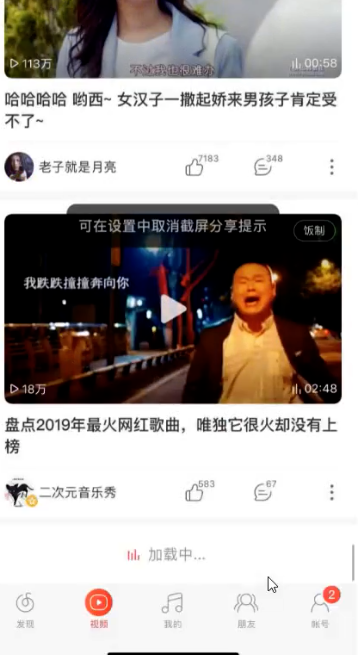 不过我也很难办
113万
00:58
哈哈哈哈 哟西~ 女汉子一撒起娇来男孩子肯定受
不了~
老子就是月亮
7183
348
可在设置中取消截屏分享提示
饭制
我跌跌撞撞奔向你
18万
02:48
盘点2019年最火网红歌曲，唯独它很火却没有上
榜
二次元音乐秀
583
67
加载中...
2
发现
视频
我的
朋友
帐号